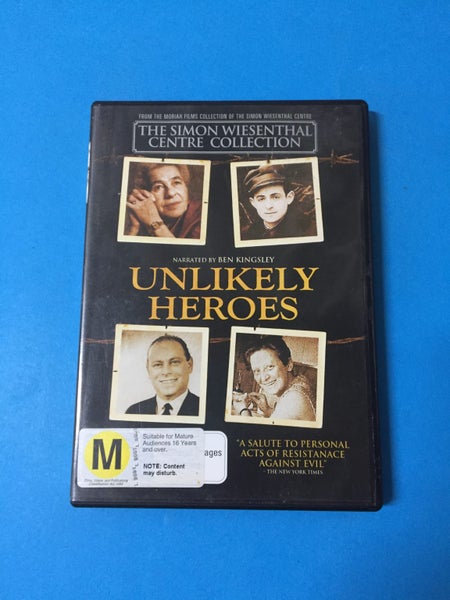 FROM THE MORIAH FILMS COLLECTION OF THE SIMON WIESENTHAL CENTRE
THE SIMON WIESENTHAL
CENTRE COLLECTION
NARRATED BY BEN KINGSLEY
UNLIKELY
HEROES
M
Suitable for Mature
Audiences 16 Years
and over.
NOTE: Content
may disturb.
ages
"A SALUTE TO PERSONAL
ACTS OF RESISTANACE
AGAINST EVIL"
- THE NEW YORK TIMES